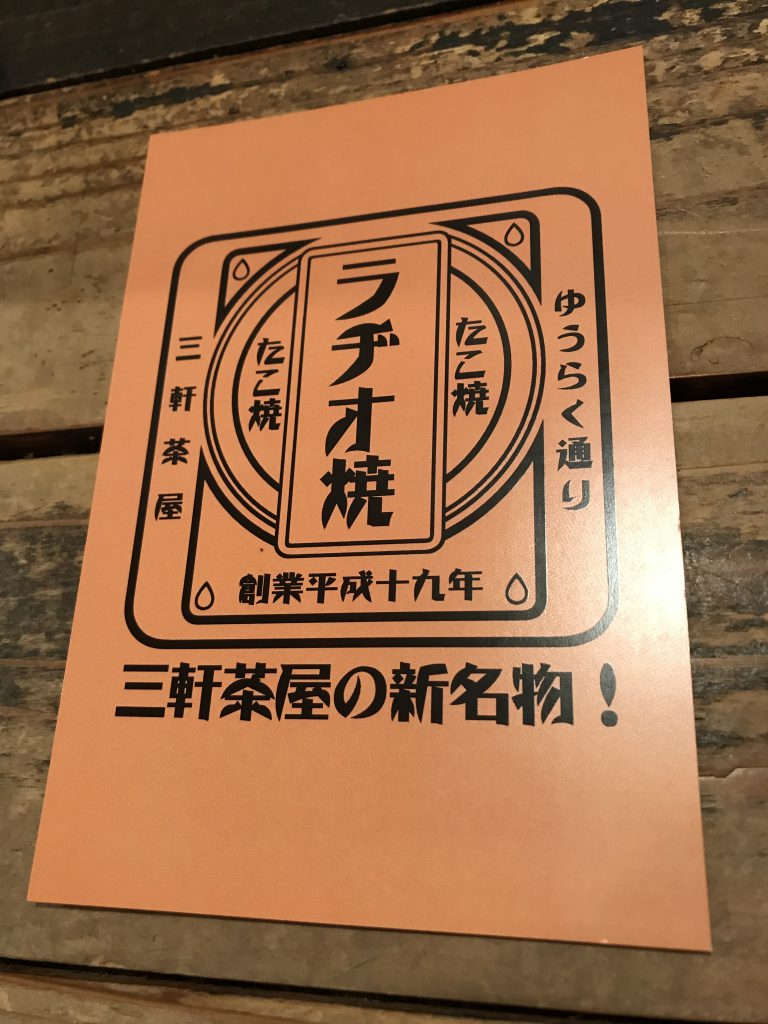 ゆうらく通り
たこ焼
ラヂオ焼
たこ焼
三軒茶屋
創業平成十九年
三軒茶屋の新名物！